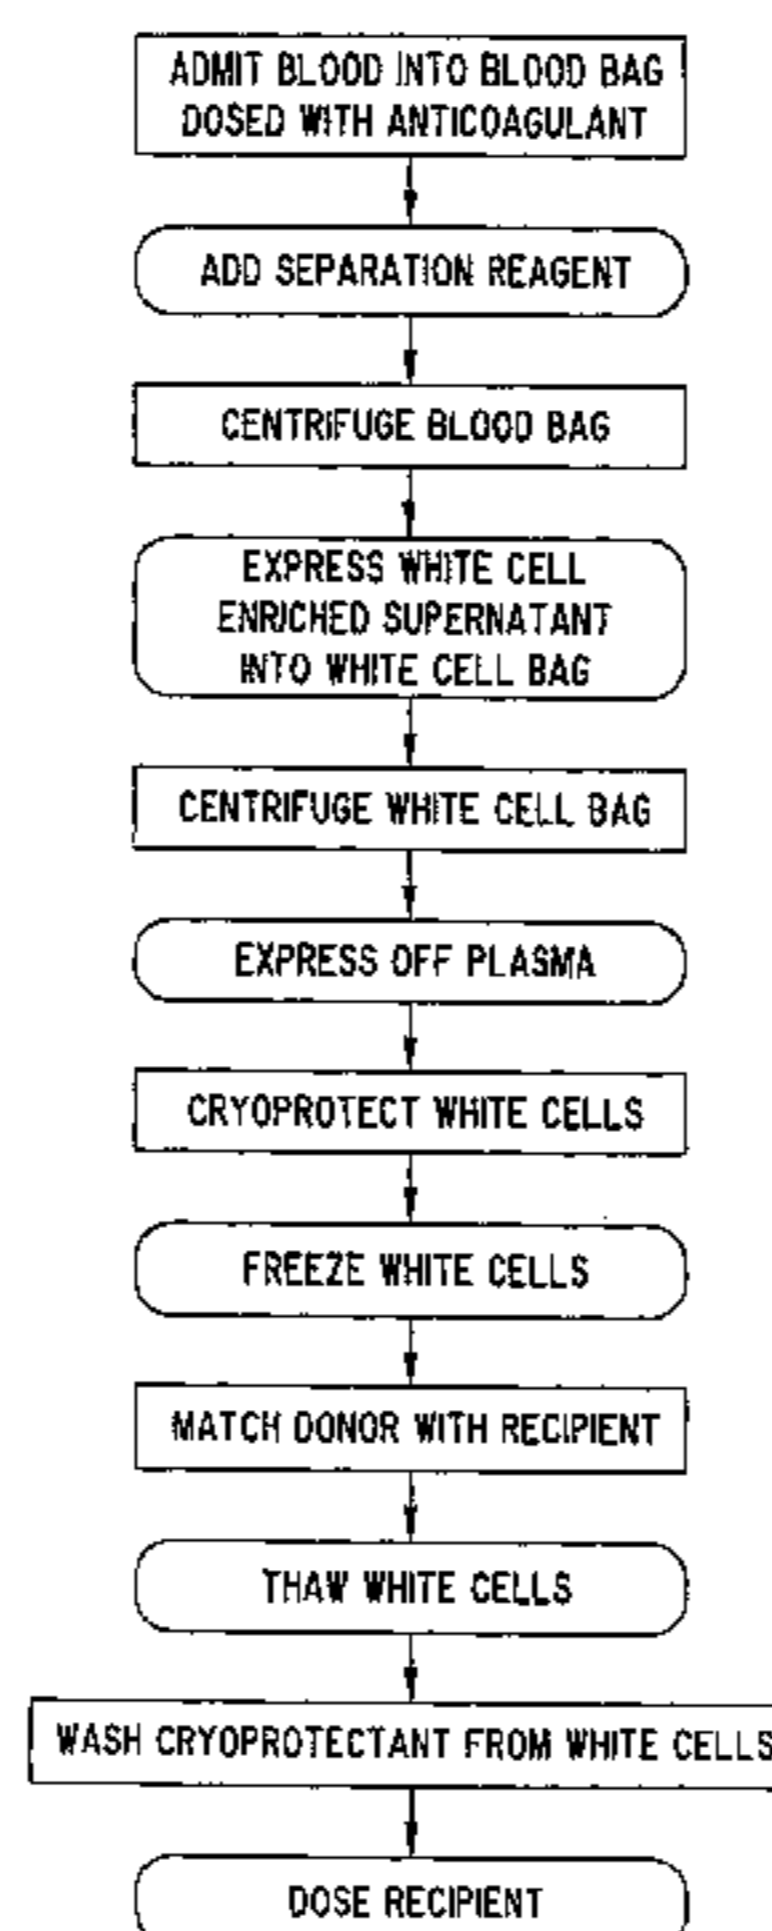 ADMIT BLOOD INTO BLOOD BAG
DOSED WITH ANTICOAGULANT
ADD SEPARATION REAGENT
CENTRIFUGE BLOOD BAG
EXPRESS WHITE CELL
ENRICHED SUPERNATANT
INTO WHITE CELL BAG
CENTRIFUGE WHITE CELL BAG
EXPRESS OFF PLASMA
CRYOPROTECT WHITE CELLS
FREEZE WHITE CELLS
MATCH DONOR WITH RECIPIENT
THAW WHITE CELLS
WASH CRYOPROTECTANT FROM WHITE CELLS
DOSE RECIPIENT